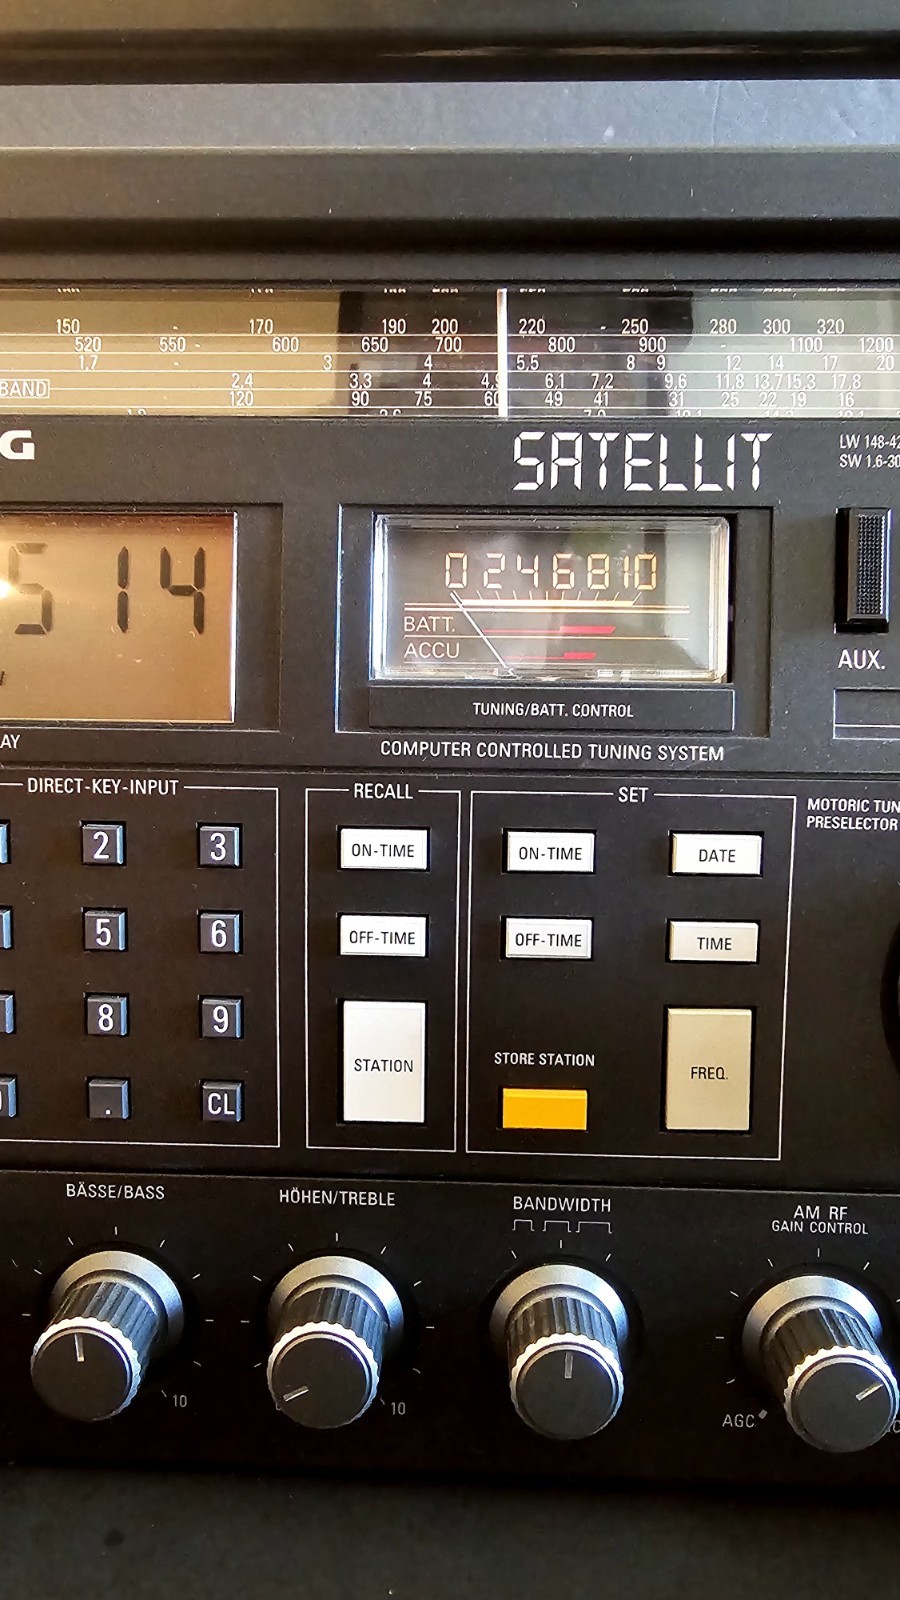 150 - 170 190 200 220 - 250 280 300 320
520 550 - 600 650 700 800 900 - 1100 1200
1,7 3 4 5,5 8 9 12 14 17 20
BAND 2,4 3,3 4 4,9 6,1 7,2 9,6 11,8 13,7 15,3 17,8
120 90 75 60 49 41 31 25 22 19 16
G
SATELLIT
LW 148-42
SW 1.6-30
514
0 2 4 6 8 10
BATT.
ACCU
AUX.
TUNING/BATT. CONTROL
AY
COMPUTER CONTROLLED TUNING SYSTEM
DIRECT-KEY-INPUT
RECALL
SET
MOTORIC TUN
PRESELECTOR
2 3
ON-TIME
ON-TIME
DATE
5 6
OFF-TIME
OFF-TIME
TIME
8 9
STATION
STORE STATION
FREQ.
. CL
BÄSSE/BASS
HÖHEN/TREBLE
BANDWIDTH
AM RF
GAIN CONTROL
10
10
AGC